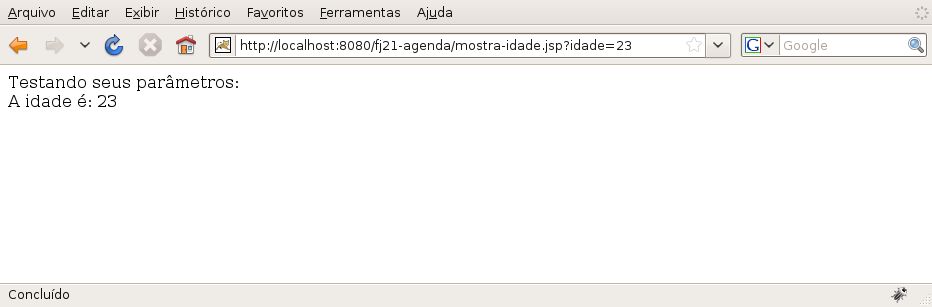 Arquivo Editar Exibir Histórico Favoritos Ferramentas Ajuda
http://localhost:8080/fj21-agenda/mostra-idade.jsp?idade=23 G Google
Testando seus parâmetros:
A idade é: 23
Concluído